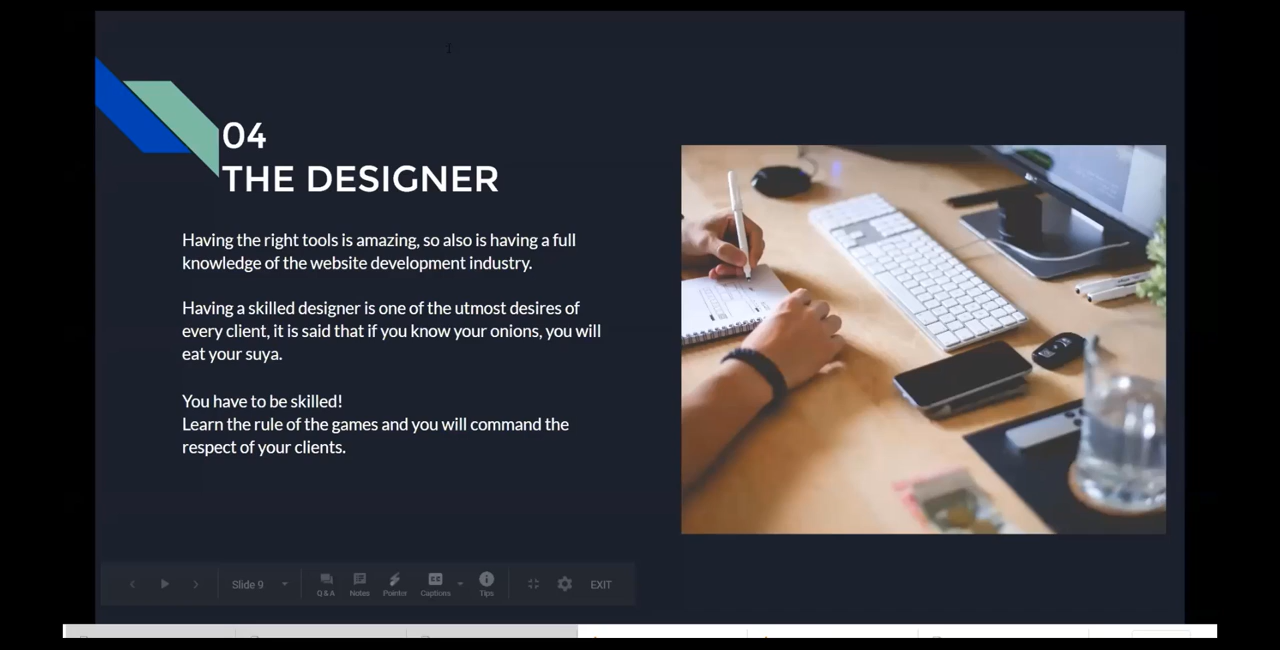 04
THE DESIGNER
Having the right tools is amazing, so also is having a full
knowledge of the website development industry.
Having a skilled designer is one of the utmost desires of
every client, it is said that if you know your onions, you will
eat your suya.
You have to be skilled!
Learn the rule of the games and you will command the
respect of your clients.
Slide 9
Q&A
Notes
Pointer
Captions
Tips
EXIT